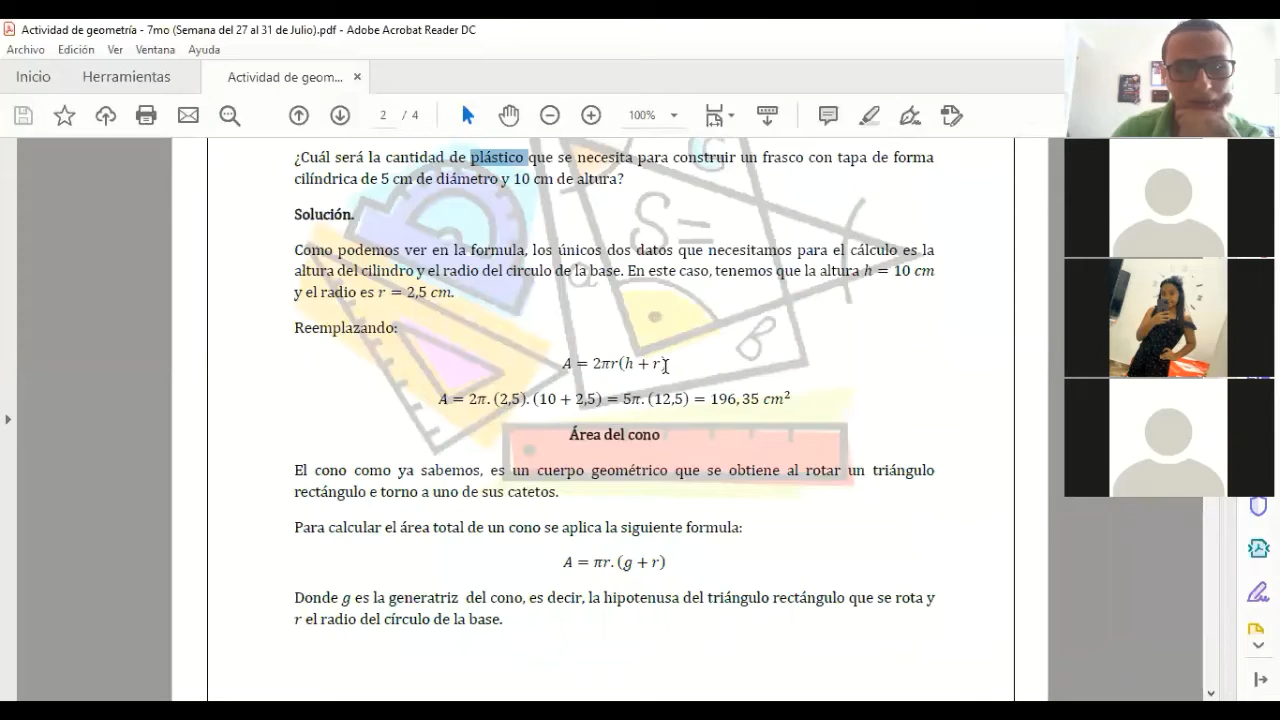 Actividad de geometría - 7mo (Semana del 27 al 31 de Julio).pdf - Adobe Acrobat Reader DC
Archivo Edición Ver Ventana Ayuda
Inicio Herramientas Actividad de geom... ×
2 / 4 100%
¿Cuál será la cantidad de plástico que se necesita para construir un frasco con tapa de forma
cilíndrica de 5 cm de diámetro y 10 cm de altura?
Solución.
Como podemos ver en la formula, los únicos dos datos que necesitamos para el cálculo es la
altura del cilindro y el radio del circulo de la base. En este caso, tenemos que la altura h = 10 cm
y el radio es r = 2,5 cm.
Reemplazando:
A = 2πr(h + r)
A = 2π. (2,5). (10 + 2,5) = 5π. (12,5) = 196, 35 cm²
Área del cono
El cono como ya sabemos, es un cuerpo geométrico que se obtiene al rotar un triángulo
rectángulo e torno a uno de sus catetos.
Para calcular el área total de un cono se aplica la siguiente formula:
A = πr. (g + r)
Donde g es la generatriz del cono, es decir, la hipotenusa del triángulo rectángulo que se rota y
r el radio del círculo de la base.